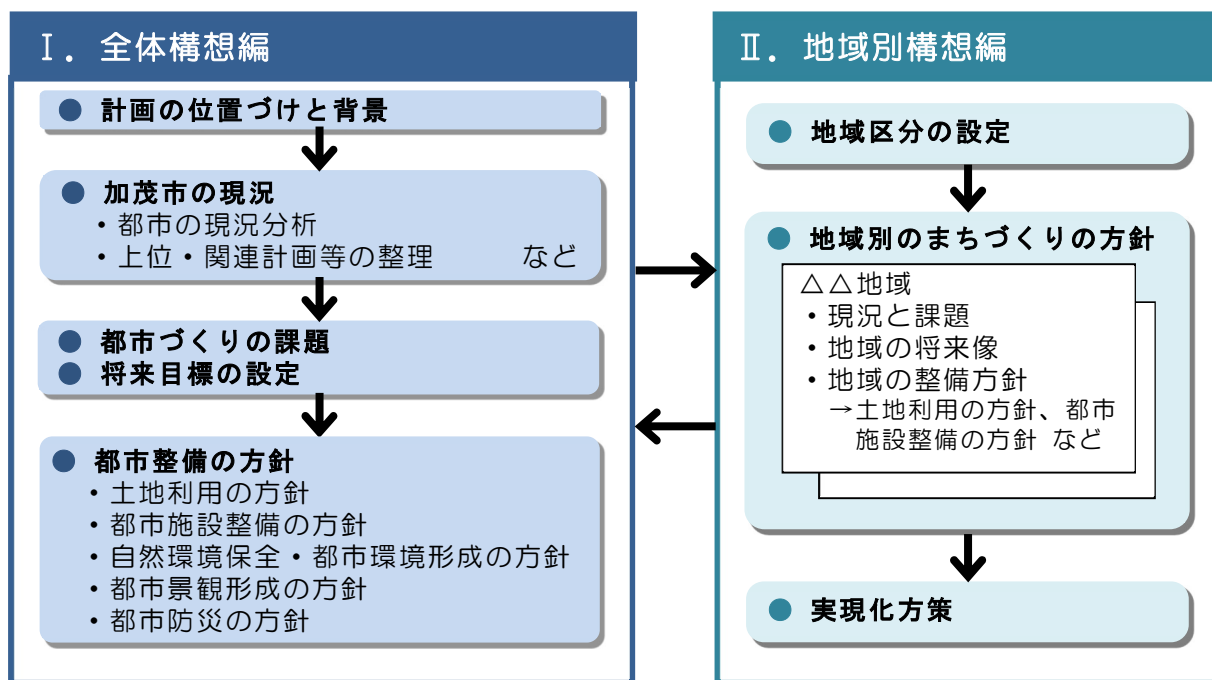 Ⅰ．全体構想編
● 計画の位置づけと背景
● 加茂市の現況
・都市の現況分析
・上位・関連計画等の整理 など
● 都市づくりの課題
● 将来目標の設定
● 都市整備の方針
・土地利用の方針
・都市施設整備の方針
・自然環境保全・都市環境形成の方針
・都市景観形成の方針
・都市防災の方針
Ⅱ．地域別構想編
● 地域区分の設定
● 地域別のまちづくりの方針
△△地域
・現況と課題
・地域の将来像
・地域の整備方針
→土地利用の方針、都市
施設整備の方針 など
● 実現化方策